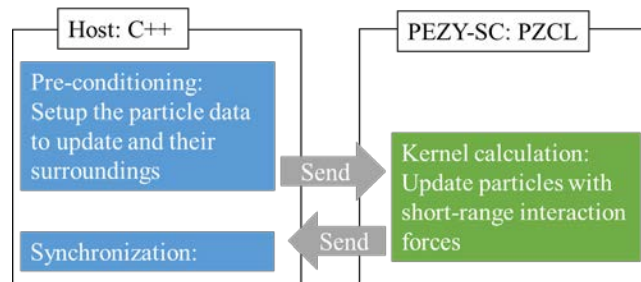 Host: C++
PEZY-SC: PZCL
Pre-conditioning:
Setup the particle data
to update and their
surroundings
Send
Kernel calculation:
Update particles with
short-range interaction
forces
Send
Synchronization: